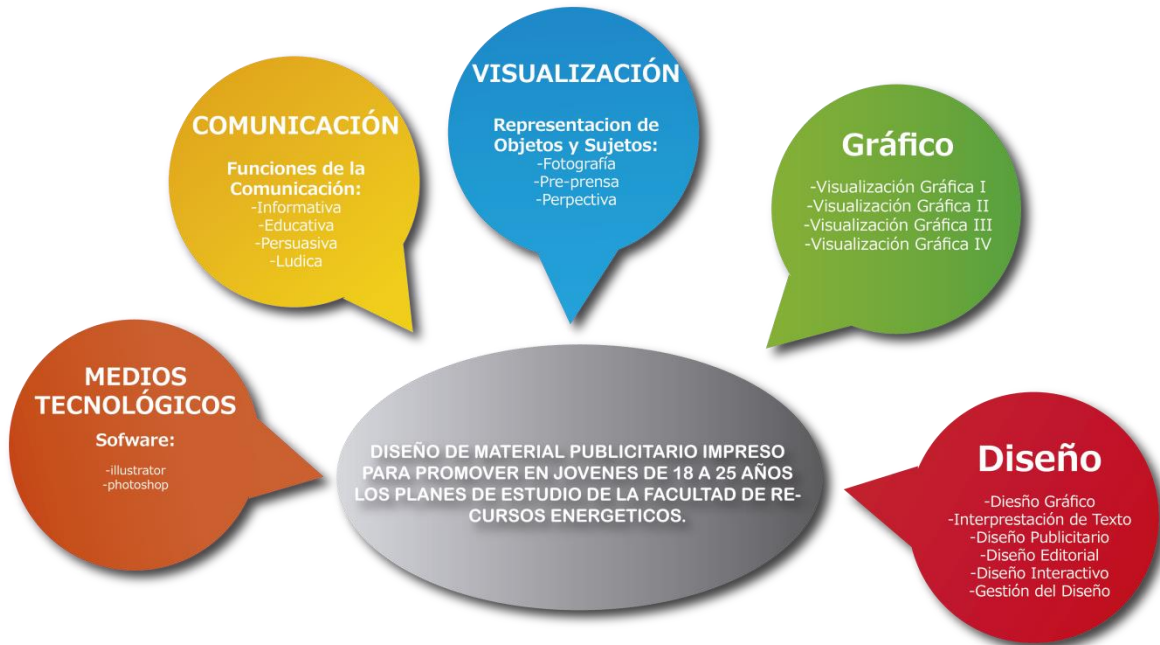 MEDIOS
TECNOLÓGICOS
Sofware:
-illustrator
-photoshop
COMUNICACIÓN
Funciones de la
Comunicación:
-Informativa
-Educativa
-Persuasiva
-Ludica
VISUALIZACIÓN
Representacion de
Objetos y Sujetos:
-Fotografía
-Pre-prensa
-Perpectiva
Gráfico
-Visualización Gráfica I
-Visualización Gráfica II
-Visualización Gráfica III
-Visualización Gráfica IV
Diseño
-Diesño Gráfico
-Interprestación de Texto
-Diseño Publicitario
-Diseño Editorial
-Diseño Interactivo
-Gestión del Diseño
DISEÑO DE MATERIAL PUBLICITARIO IMPRESO
PARA PROMOVER EN JOVENES DE 18 A 25 AÑOS
LOS PLANES DE ESTUDIO DE LA FACULTAD DE RE-
CURSOS ENERGETICOS.